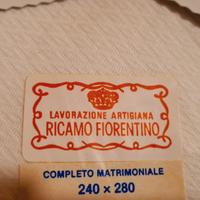 LAVORAZIONE ARTIGIANA
RICAMO FIORENTINO
COMPLETO MATRIMONIALE
240 x 280